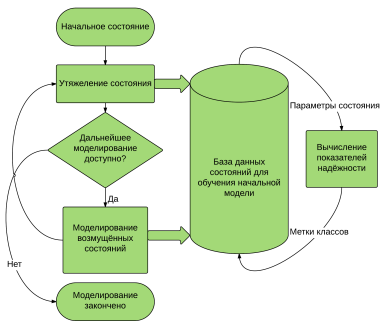 Начальное состояние
Утяжеление состояния
Дальнейшее
моделирование
доступно?
Да
Моделирование
возмущённых
состояний
Нет
Моделирование
закончено
База данных
состояний для
обучения начальной
модели
Параметры состояния
Вычисление
показателей
надёжности
Метки классов